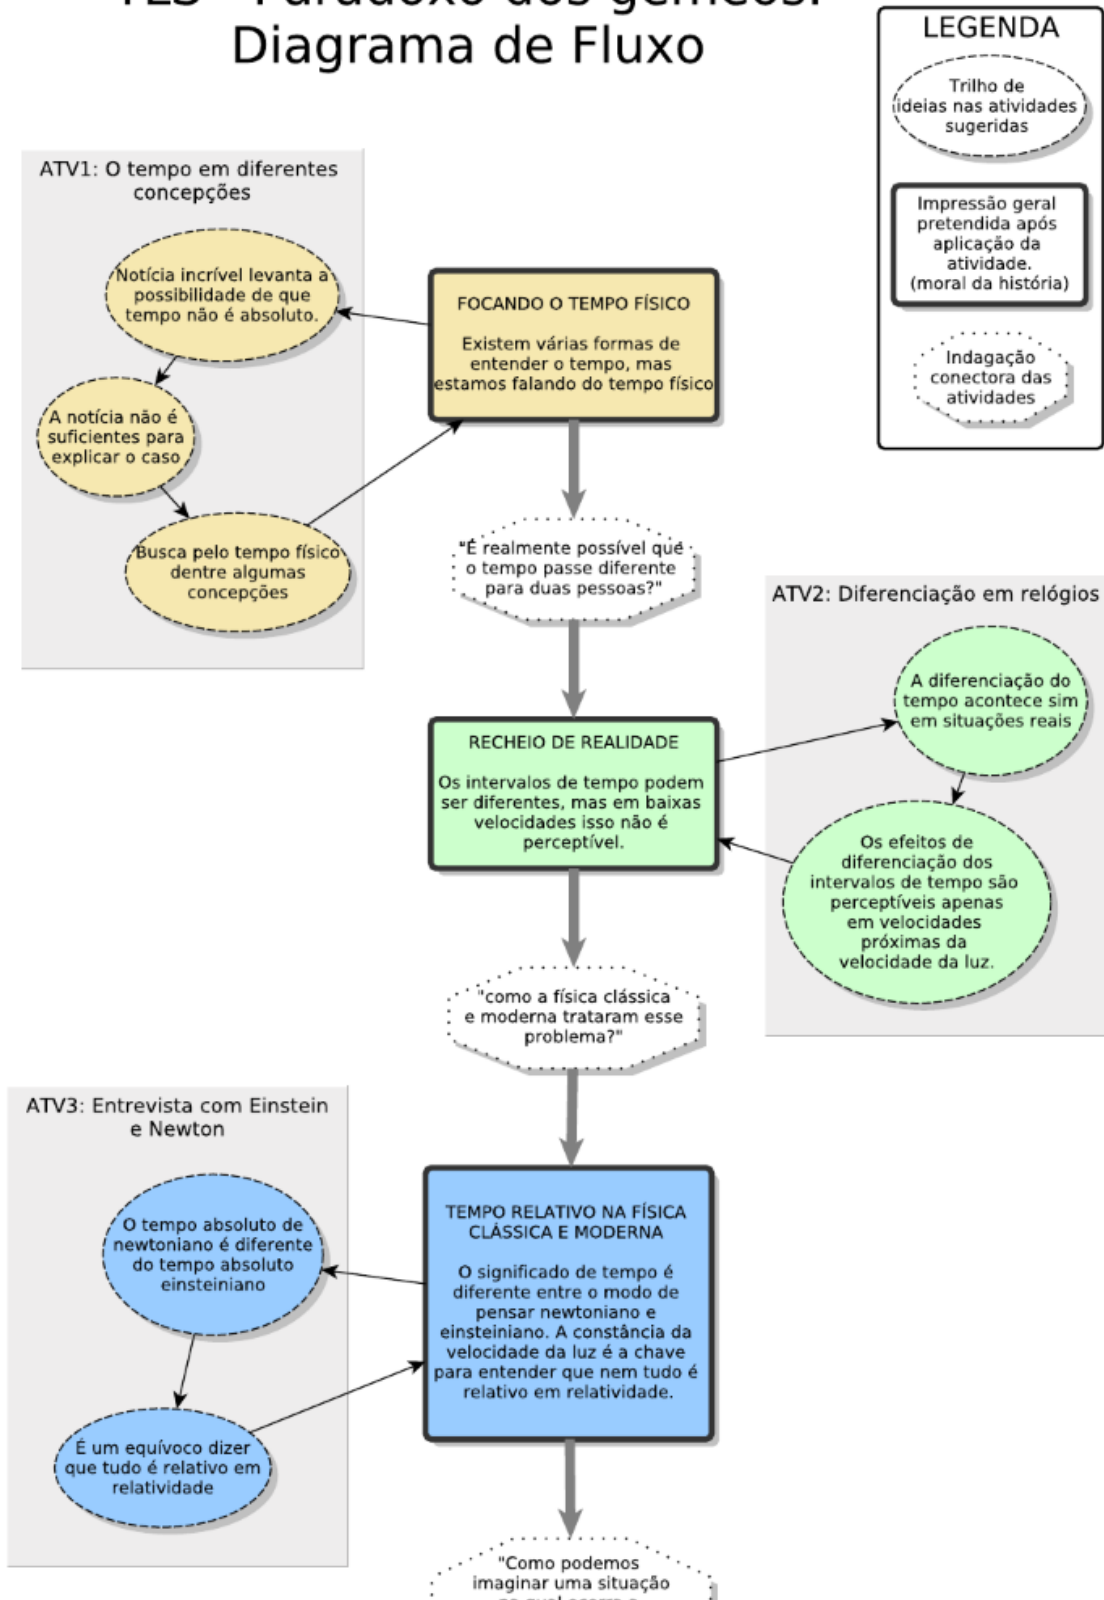 TLS - Paradoxo dos gêmeos:
Diagrama de Fluxo
LEGENDA
Trilho de
ideias nas atividades
sugeridas
Impressão geral
pretendida após
aplicação da
atividade.
(moral da história)
Indagação
conectora das
atividades
ATV1: O tempo em diferentes
concepções
Notícia incrível levanta a
possibilidade de que
tempo não é absoluto.
A notícia não é
suficientes para
explicar o caso
Busca pelo tempo físico
dentre algumas
concepções
FOCANDO O TEMPO FÍSICO
Existem várias formas de
entender o tempo, mas
estamos falando do tempo físico
"É realmente possível que
o tempo passe diferente
para duas pessoas?"
ATV2: Diferenciação em relógios
A diferenciação do
tempo acontece sim
em situações reais
Os efeitos de
diferenciação dos
intervalos de tempo são
perceptíveis apenas
em velocidades
próximas da
velocidade da luz.
RECHEIO DE REALIDADE
Os intervalos de tempo podem
ser diferentes, mas em baixas
velocidades isso não é
perceptível.
"como a física clássica
e moderna trataram esse
problema?"
ATV3: Entrevista com Einstein
e Newton
O tempo absoluto de
newtoniano é diferente
do tempo absoluto
einsteiniano
É um equívoco dizer
que tudo é relativo em
relatividade
TEMPO RELATIVO NA FÍSICA
CLÁSSICA E MODERNA
O significado de tempo é
diferente entre o modo de
pensar newtoniano e
einsteiniano. A constância da
velocidade da luz é a chave
para entender que nem tudo é
relativo em relatividade.
"Como podemos
imaginar uma situação